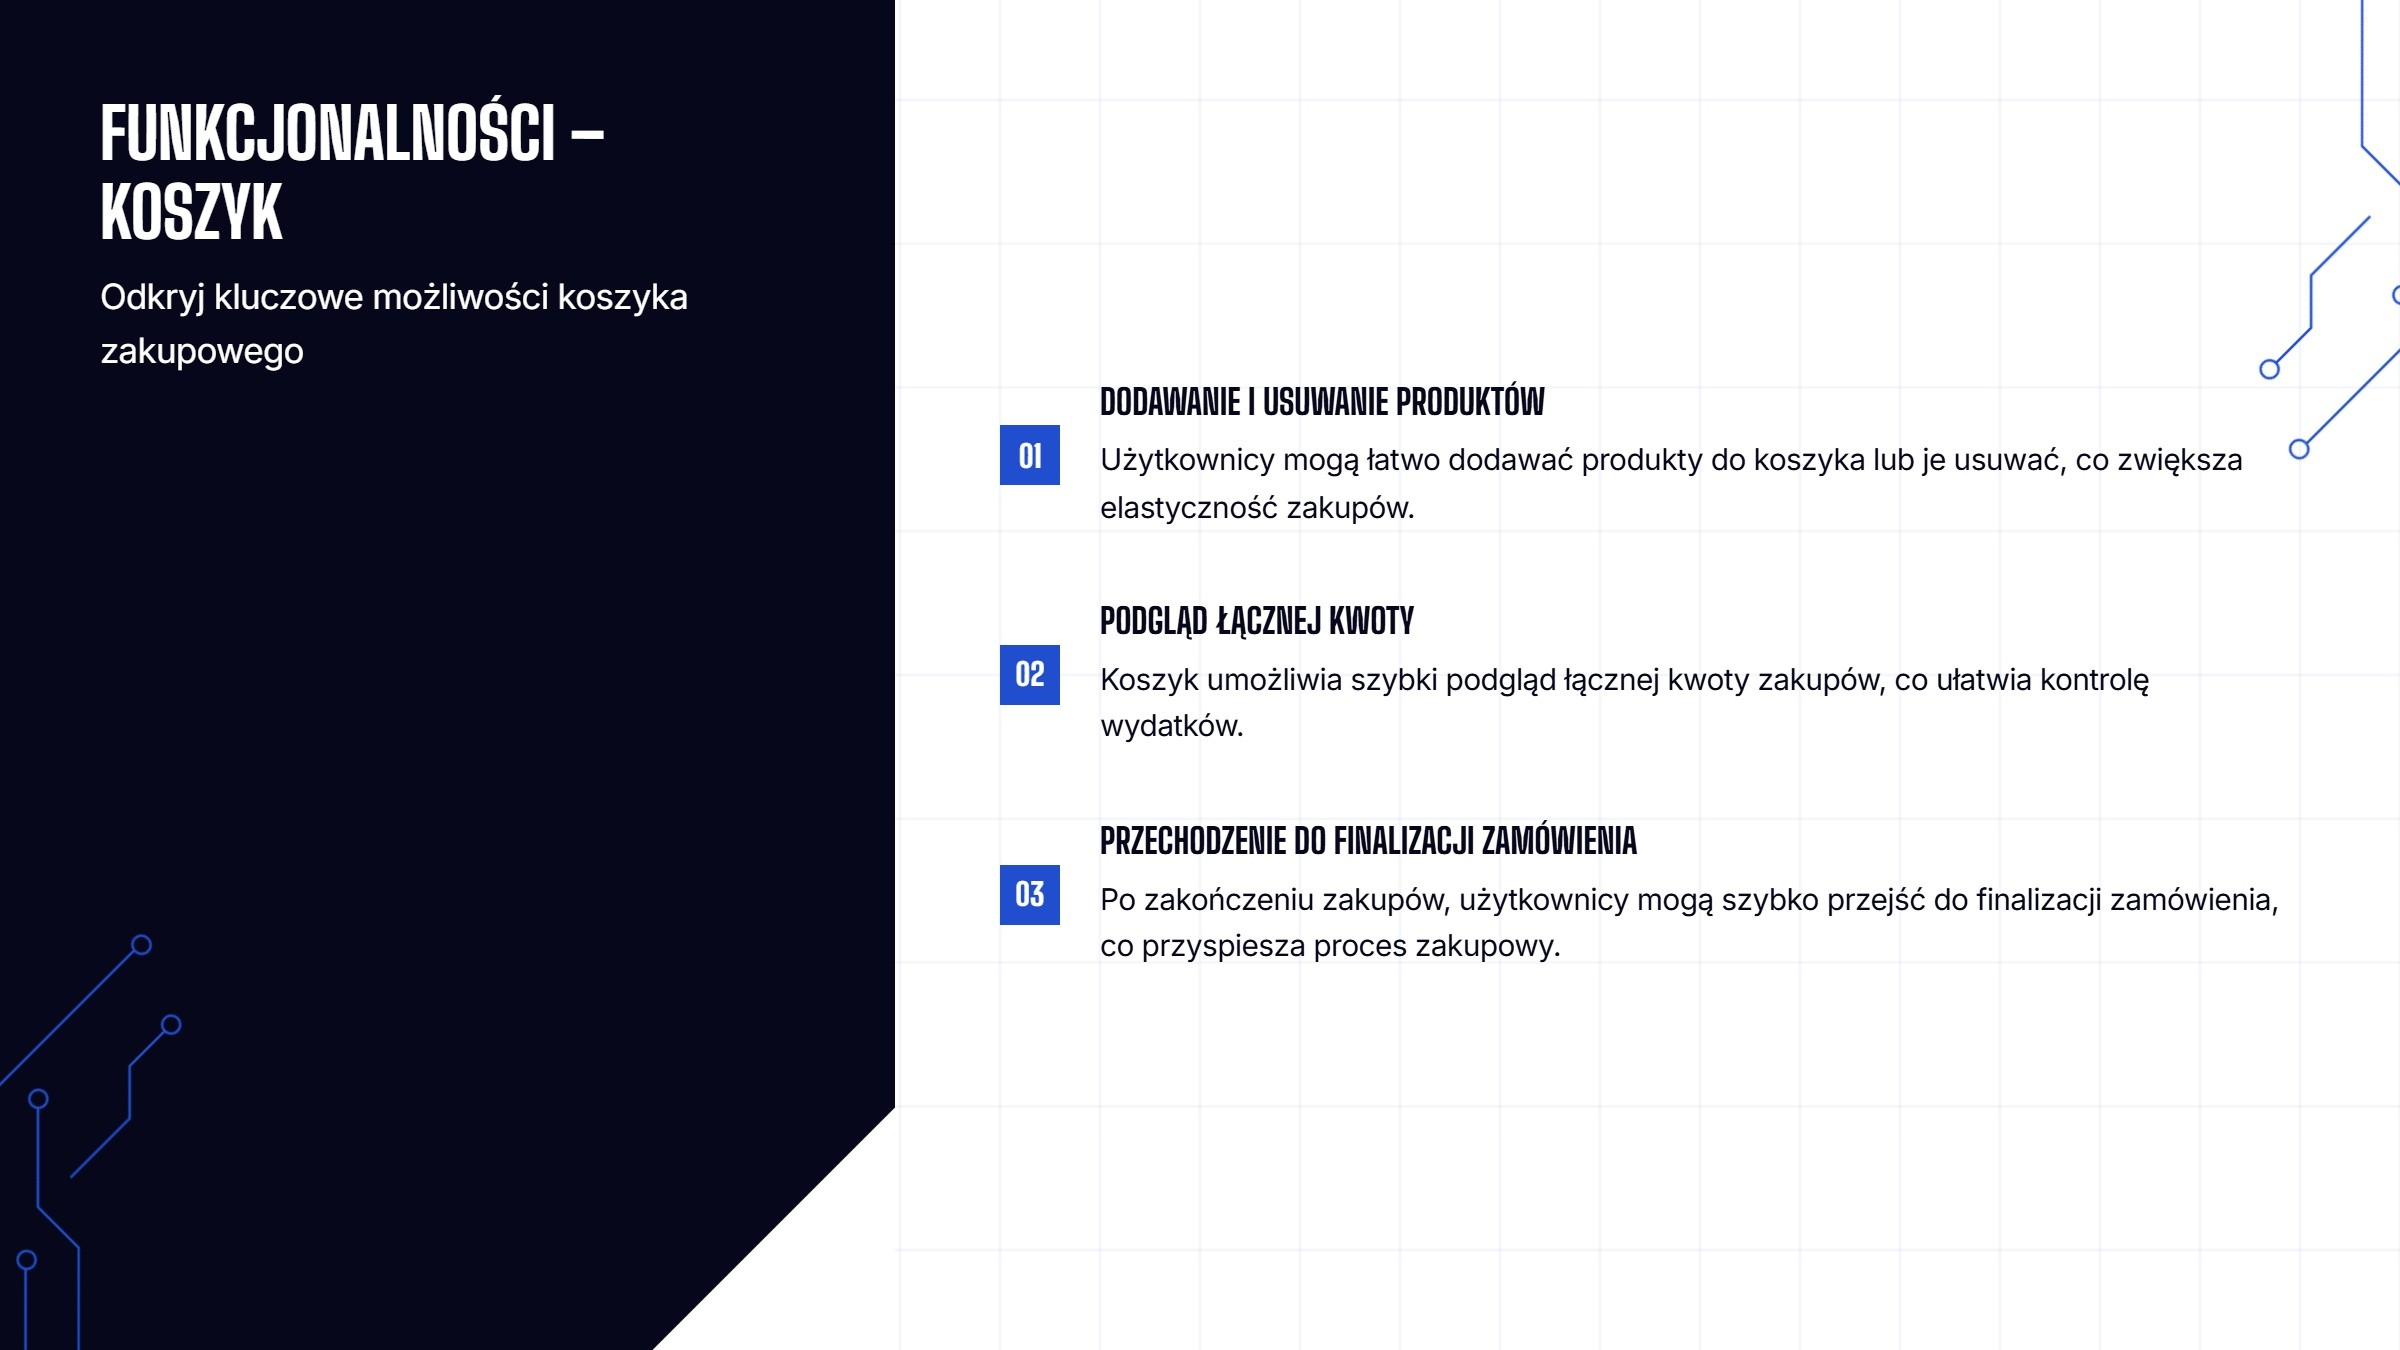 FUNKCJONALNOŚCI –
KOSZYK
Odkryj kluczowe możliwości koszyka
zakupowego
01
DODAWANIE I USUWANIE PRODUKTÓW
Użytkownicy mogą łatwo dodawać produkty do koszyka lub je usuwać, co zwiększa
elastyczność zakupów.
02
PODGLĄD ŁĄCZNEJ KWOTY
Koszyk umożliwia szybki podgląd łącznej kwoty zakupów, co ułatwia kontrolę
wydatków.
03
PRZECHODZENIE DO FINALIZACJI ZAMÓWIENIA
Po zakończeniu zakupów, użytkownicy mogą szybko przejść do finalizacji zamówienia,
co przyspiesza proces zakupowy.